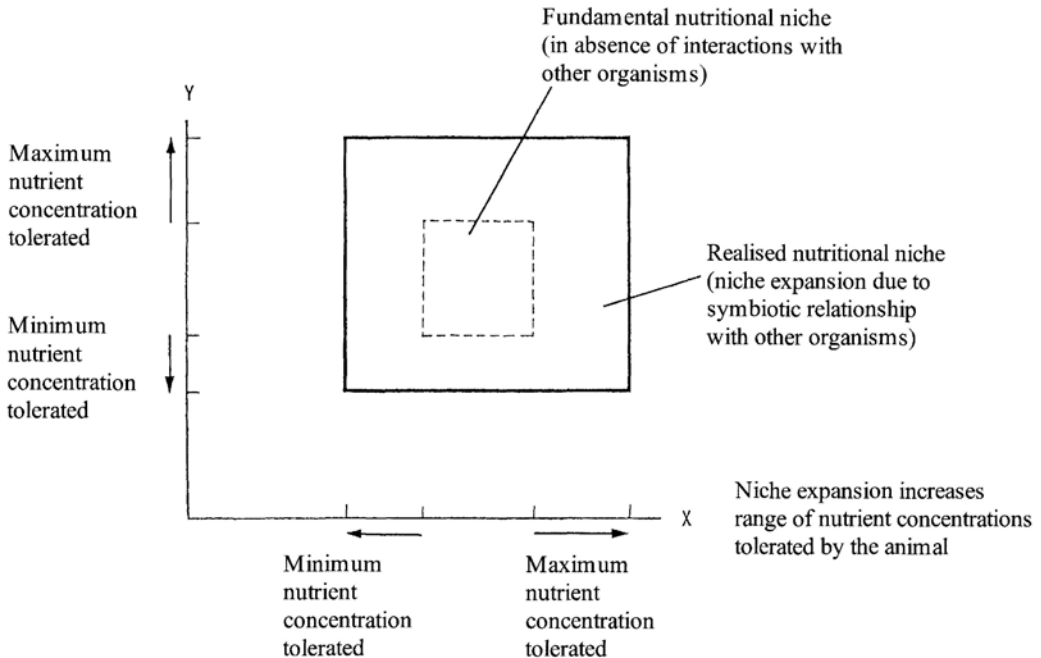 Fundamental nutritional niche
(in absence of interactions with
other organisms)
Y
Maximum
nutrient
concentration
tolerated
Realised nutritional niche
(niche expansion due to
symbiotic relationship
with other organisms)
Minimum
nutrient
concentration
tolerated
X
Niche expansion increases
range of nutrient concentrations
tolerated by the animal
Minimum
nutrient
concentration
tolerated
Maximum
nutrient
concentration
tolerated